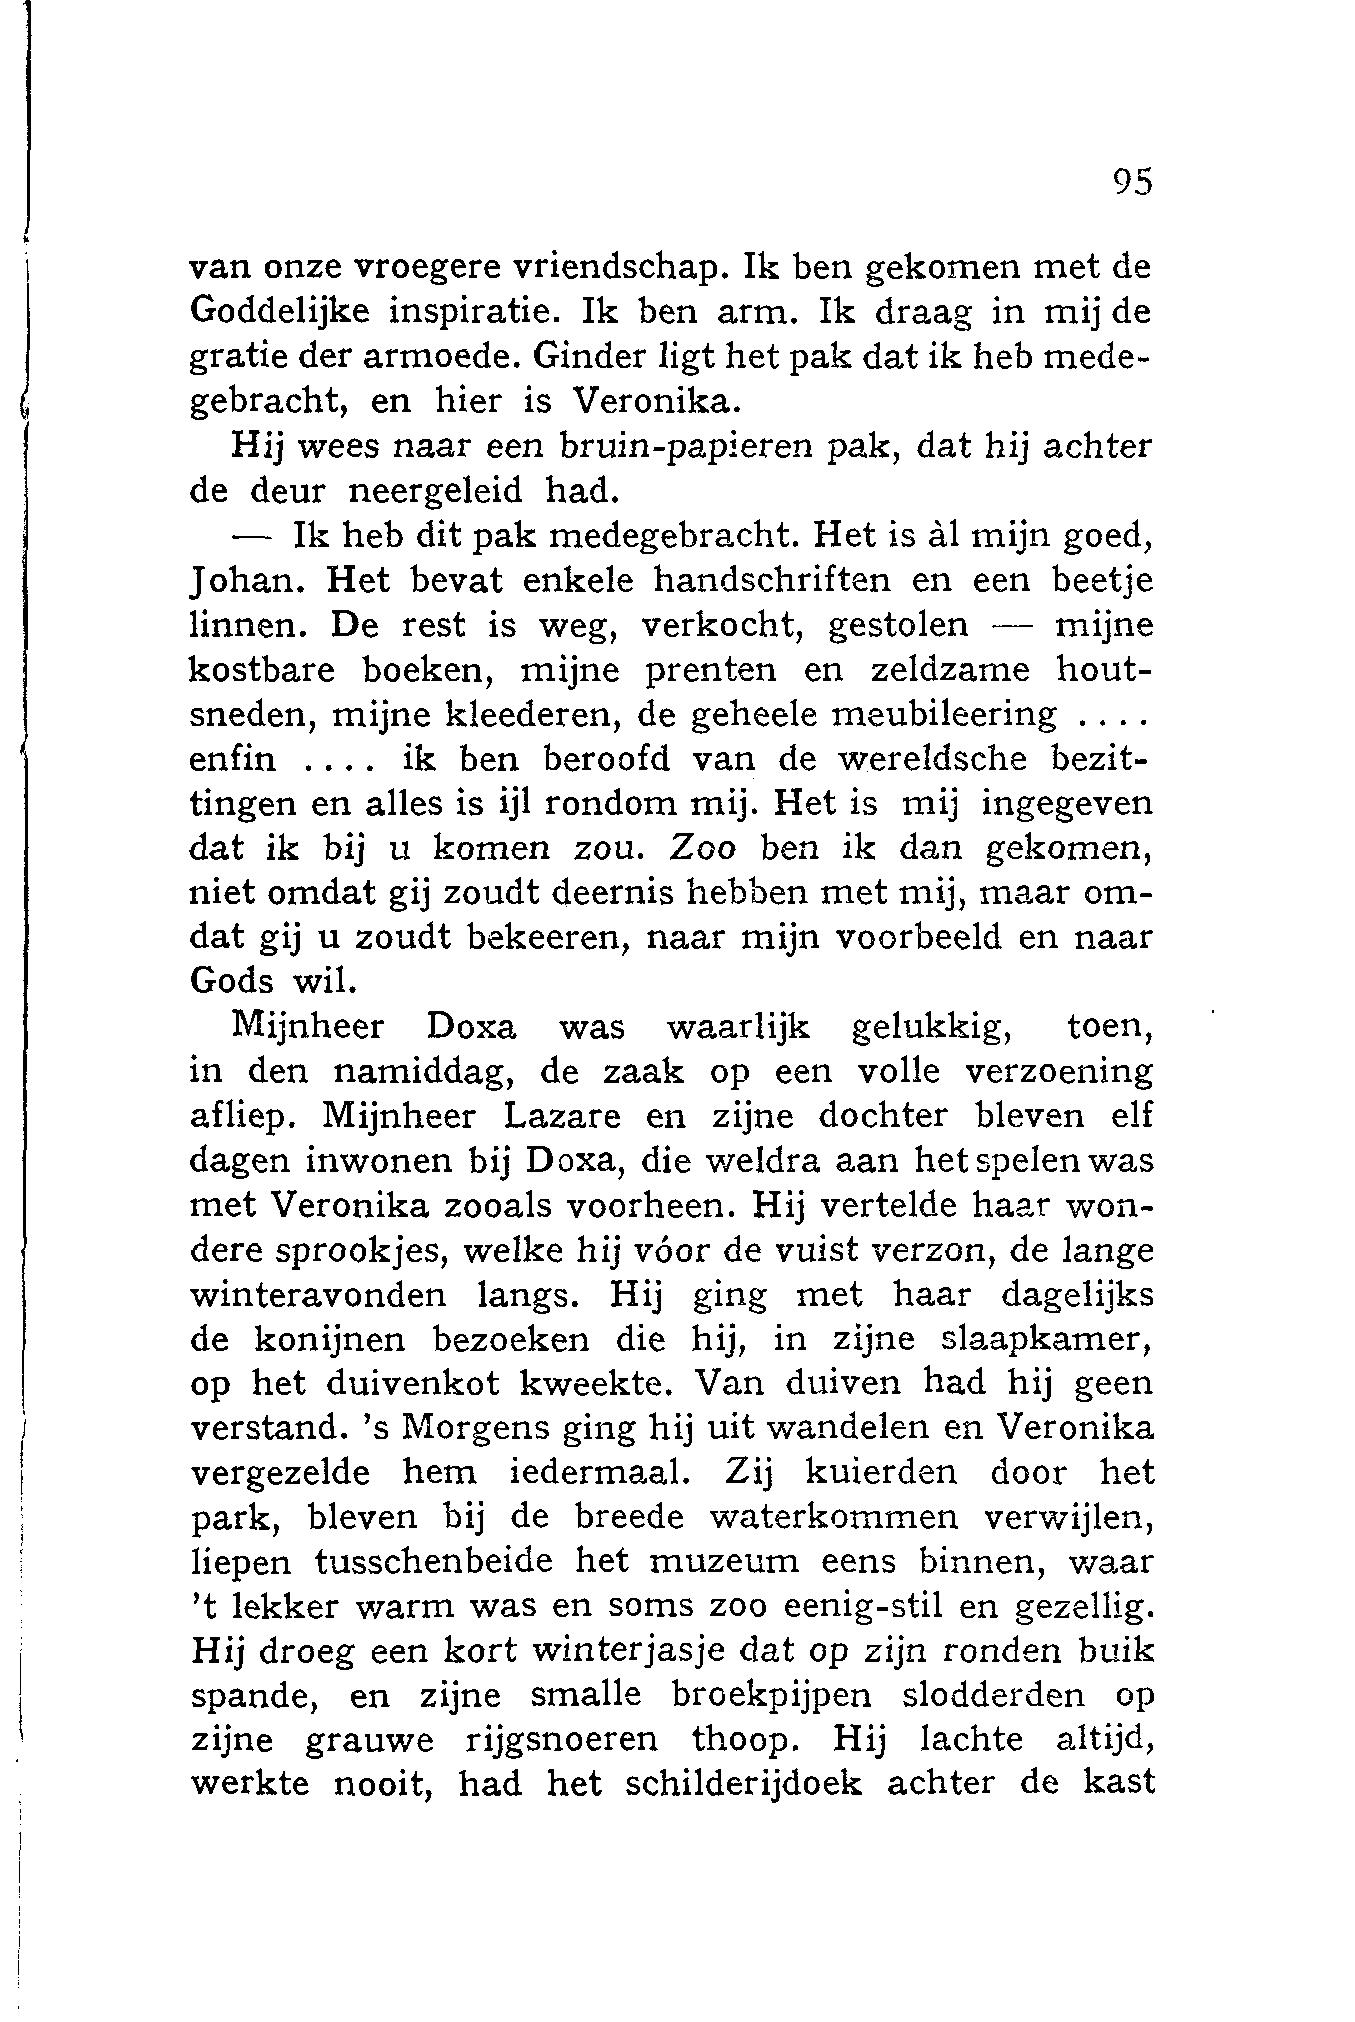 95
van onze vroegere vriendschap. Ik ben gekomen met de
Goddelijke inspiratie. Ik ben arm. Ik draag in mij de
gratie der armoede. Ginder ligt het pak dat ik heb mede-
gebracht, en hier is Veronika.
Hij wees naar een bruin-papieren pak, dat hij achter
de deur neergeleid had.
— Ik heb dit pak medegebracht. Het is àl mijn goed,
Johan. Het bevat enkele handschriften en een beetje
linnen. De rest is weg, verkocht, gestolen — mijne
kostbare boeken, mijne prenten en zeldzame hout-
sneden, mijne kleederen, de geheele meubileering ....
enfin .... ik ben beroofd van de wereldsche bezit-
tingen en alles is ijl rondom mij. Het is mij ingegeven
dat ik bij u komen zou. Zoo ben ik dan gekomen,
niet omdat gij zoudt deernis hebben met mij, maar om-
dat gij u zoudt bekeeren, naar mijn voorbeeld en naar
Gods wil.
Mijnheer Doxa was waarlijk gelukkig, toen,
in den namiddag, de zaak op een volle verzoening
afliep. Mijnheer Lazare en zijne dochter bleven elf
dagen inwonen bij Doxa, die weldra aan het spelen was
met Veronika zooals voorheen. Hij vertelde haar won-
dere sprookjes, welke hij vóor de vuist verzon, de lange
winteravonden langs. Hij ging met haar dagelijks
de konijnen bezoeken die hij, in zijne slaapkamer,
op het duivenkot kweekte. Van duiven had hij geen
verstand. 's Morgens ging hij uit wandelen en Veronika
vergezelde hem iedermaal. Zij kuierden door het
park, bleven bij de breede waterkommen verwijlen,
liepen tusschenbeide het muzeum eens binnen, waar
't lekker warm was en soms zoo eenig-stil en gezellig.
Hij droeg een kort winterjasje dat op zijn ronden buik
spande, en zijne smalle broekpijpen slodderden op
zijne grauwe rijgsnoeren thoop. Hij lachte altijd,
werkte nooit, had het schilderijdoek achter de kast